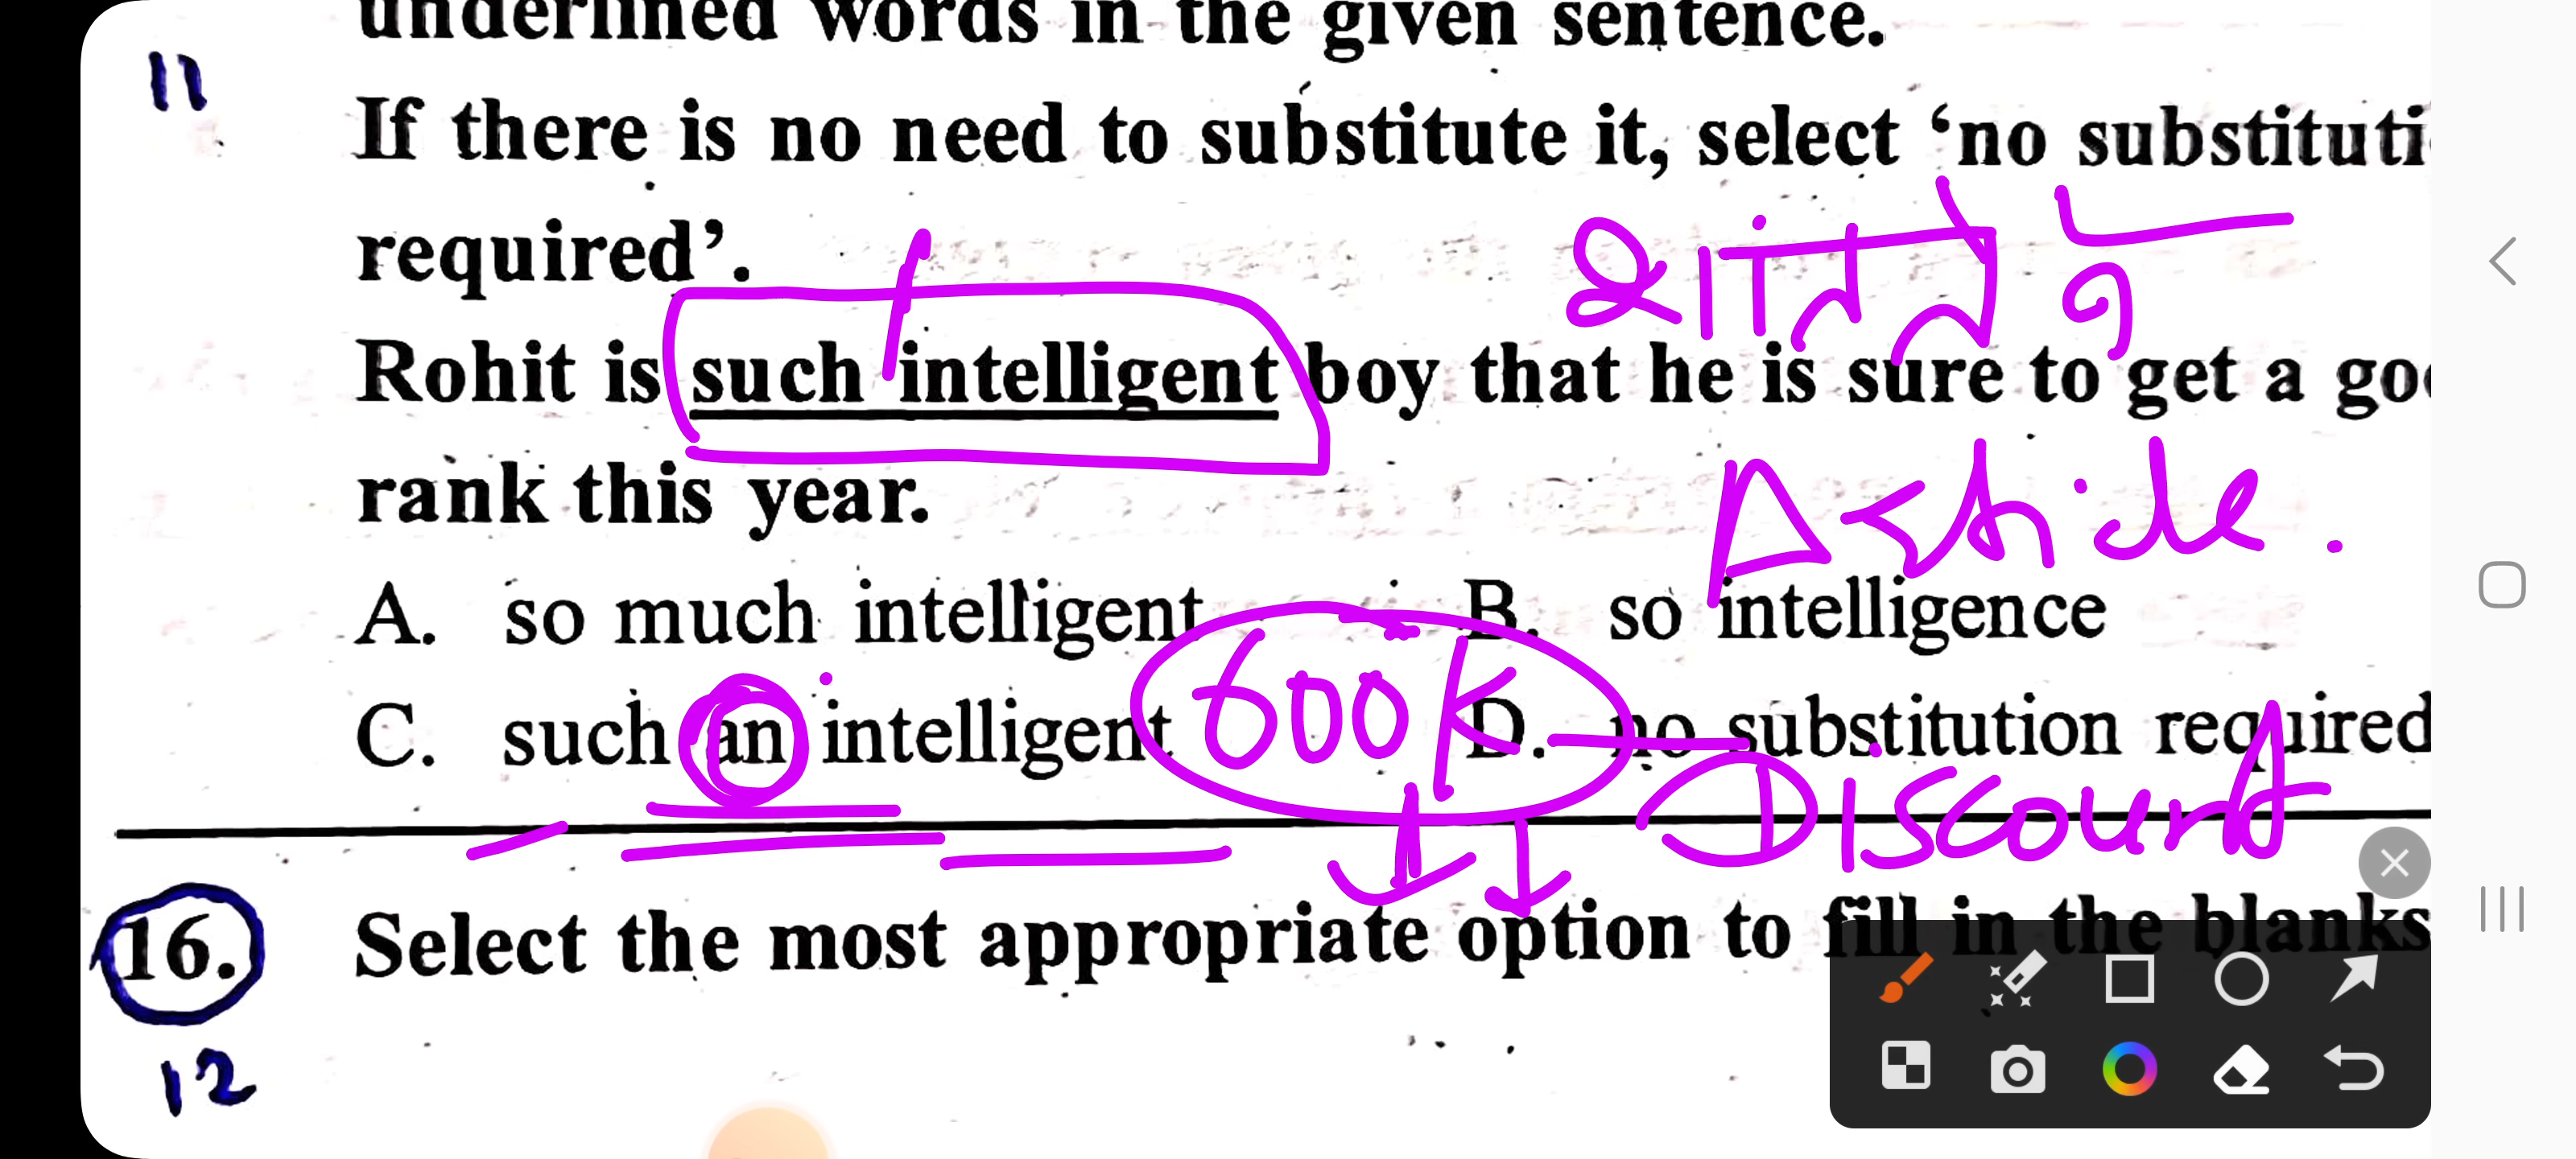 underlined words in the given sentence.
11
If there is no need to substitute it, select ‘no substituti
required’.
Rohit is such intelligent boy that he is sure to get a go
rank this year.
Article.
A. so much intelligent B. so intelligence
C. such an intelligent D. no substitution required
600K
Discount
16. Select the most appropriate option to fill in the blanks
12